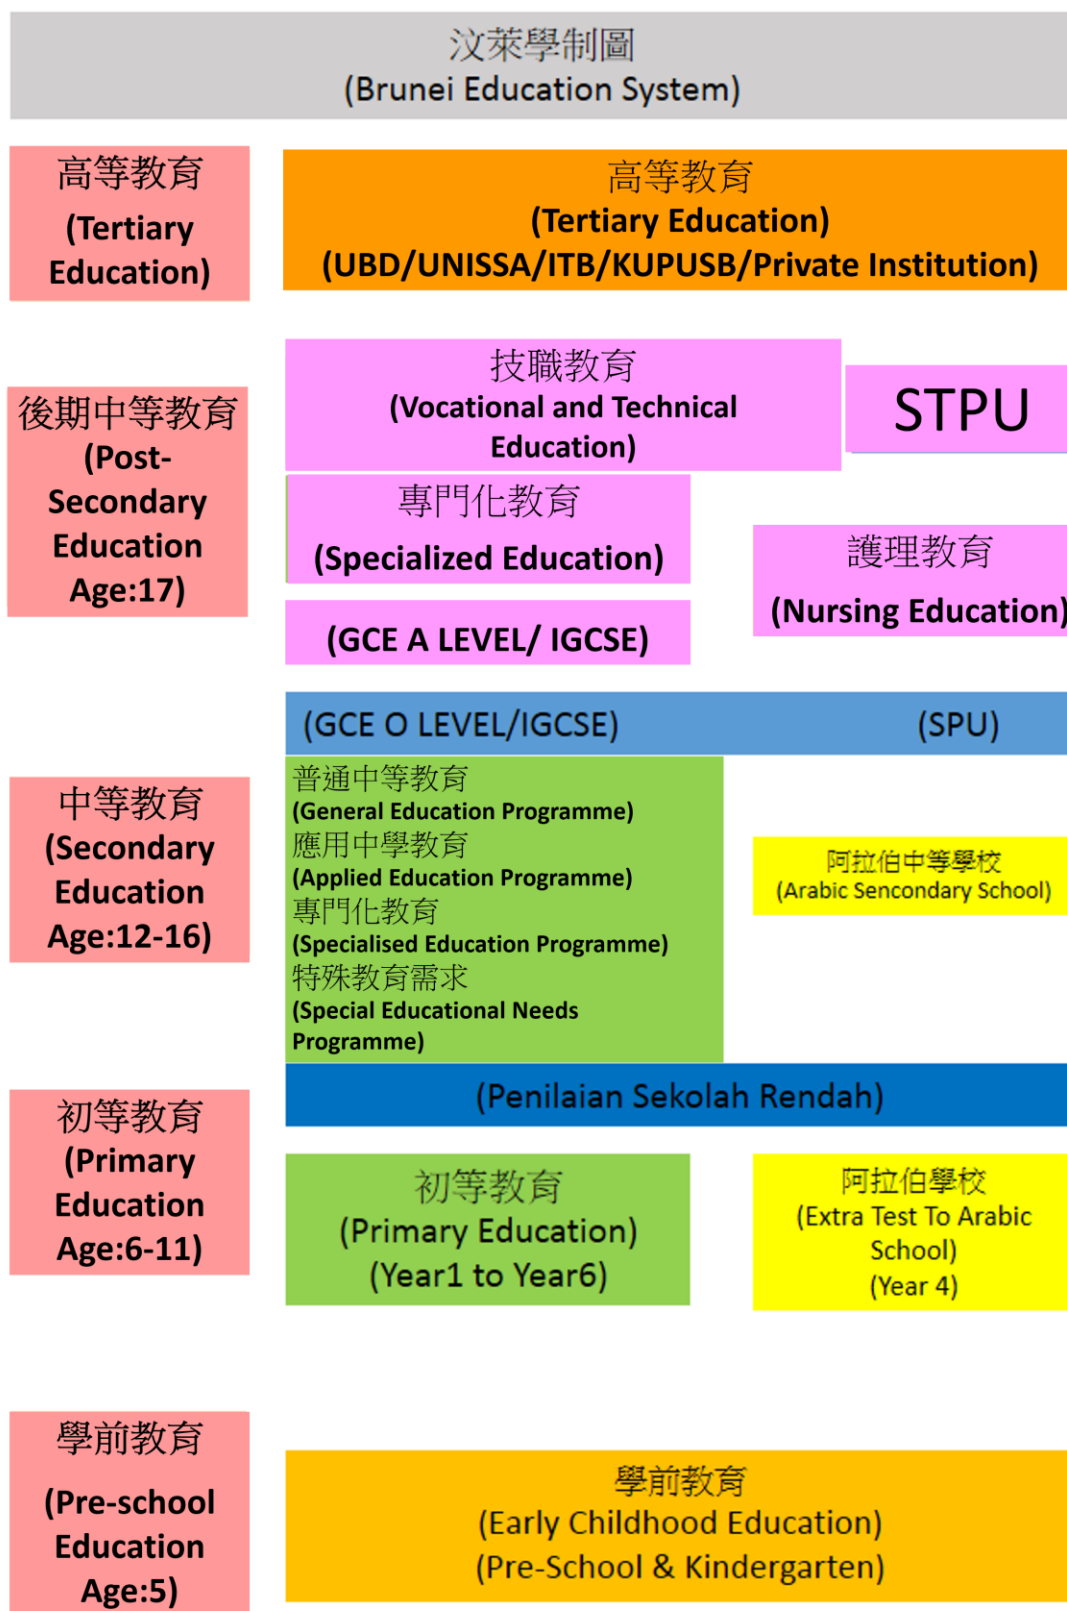 汶萊學制圖
(Brunei Education System)
高等教育
(Tertiary
Education)
高等教育
(Tertiary Education)
(UBD/UNISSA/ITB/KUPUSB/Private Institution)
後期中等教育
(Post-
Secondary
Education
Age:17)
技職教育
(Vocational and Technical
Education)
STPU
專門化教育
(Specialized Education)
護理教育
(Nursing Education)
(GCE A LEVEL/ IGCSE)
(GCE O LEVEL/IGCSE)
(SPU)
中等教育
(Secondary
Education
Age:12-16)
普通中等教育
(General Education Programme)
應用中學教育
(Applied Education Programme)
專門化教育
(Specialised Education Programme)
特殊教育需求
(Special Educational Needs
Programme)
阿拉伯中等學校
(Arabic Sencondary School)
(Penilaian Sekolah Rendah)
初等教育
(Primary
Education
Age:6-11)
初等教育
(Primary Education)
(Year1 to Year6)
阿拉伯學校
(Extra Test To Arabic
School)
(Year 4)
學前教育
(Pre-school
Education
Age:5)
學前教育
(Early Childhood Education)
(Pre-School & Kindergarten)